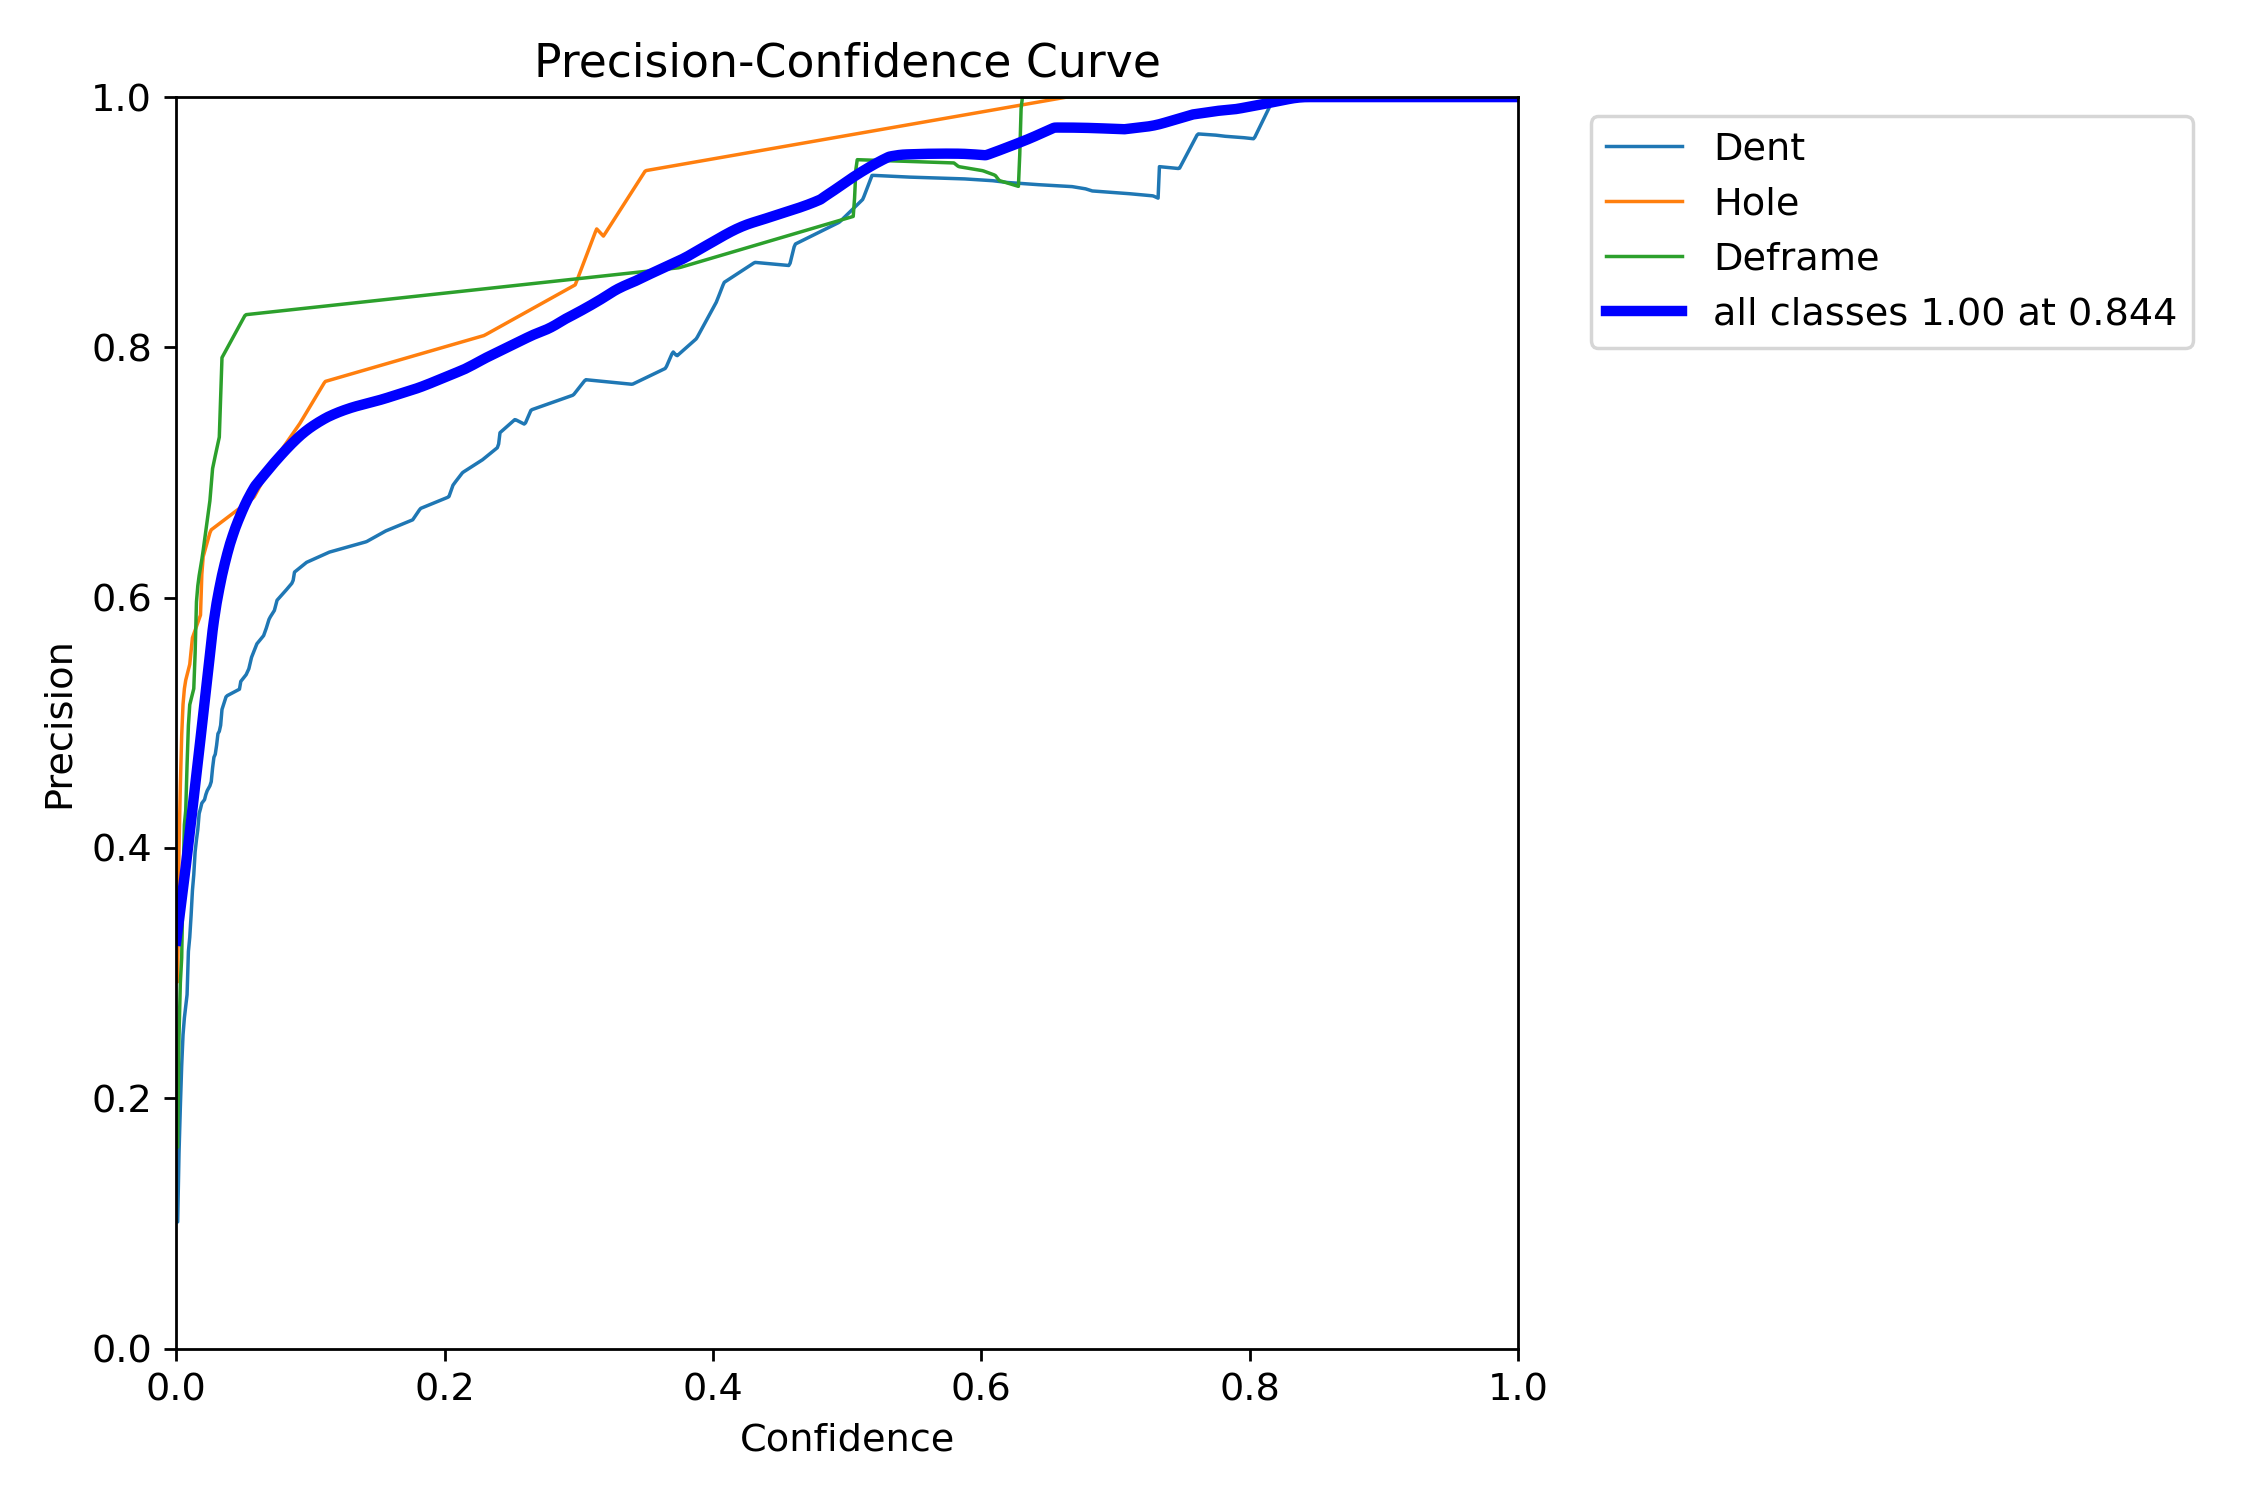 Precision-Confidence Curve
1.0
0.8
0.6
0.4
0.2
0.0
Precision
0.0 0.2 0.4 0.6 0.8 1.0
Confidence
Dent
Hole
Deframe
all classes 1.00 at 0.844